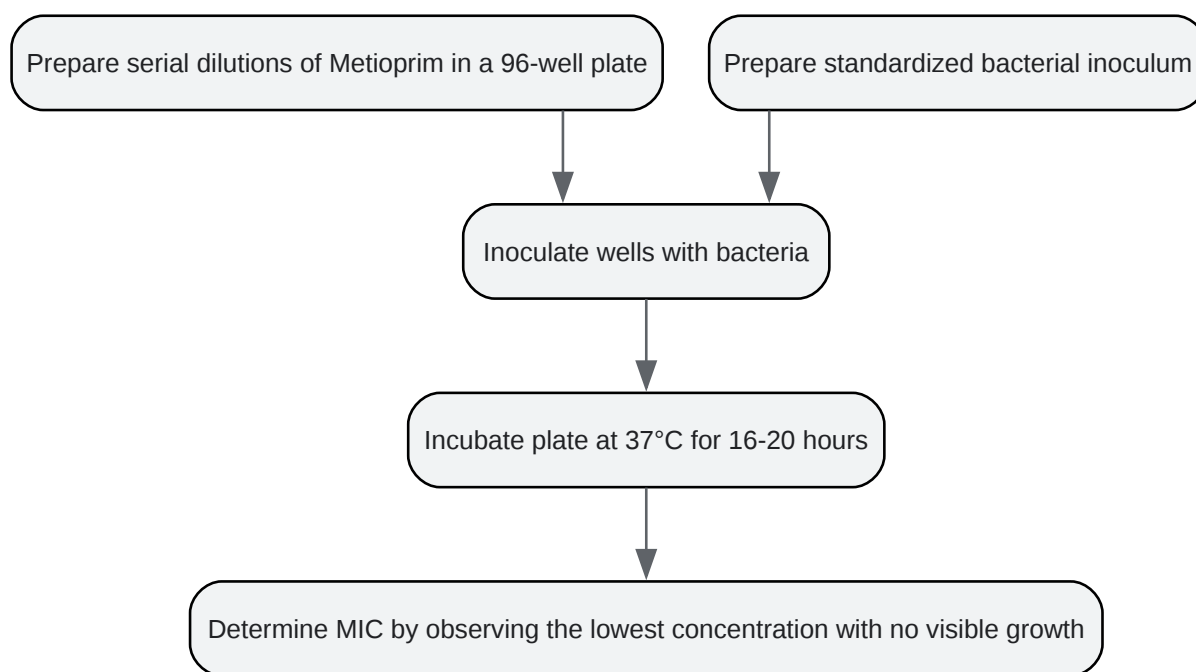 Prepare serial dilutions of Metioprim in a 96-well plate
Prepare standardized bacterial inoculum
Inoculate wells with bacteria
Incubate plate at 37°C for 16-20 hours
Determine MIC by observing the lowest concentration with no visible growth